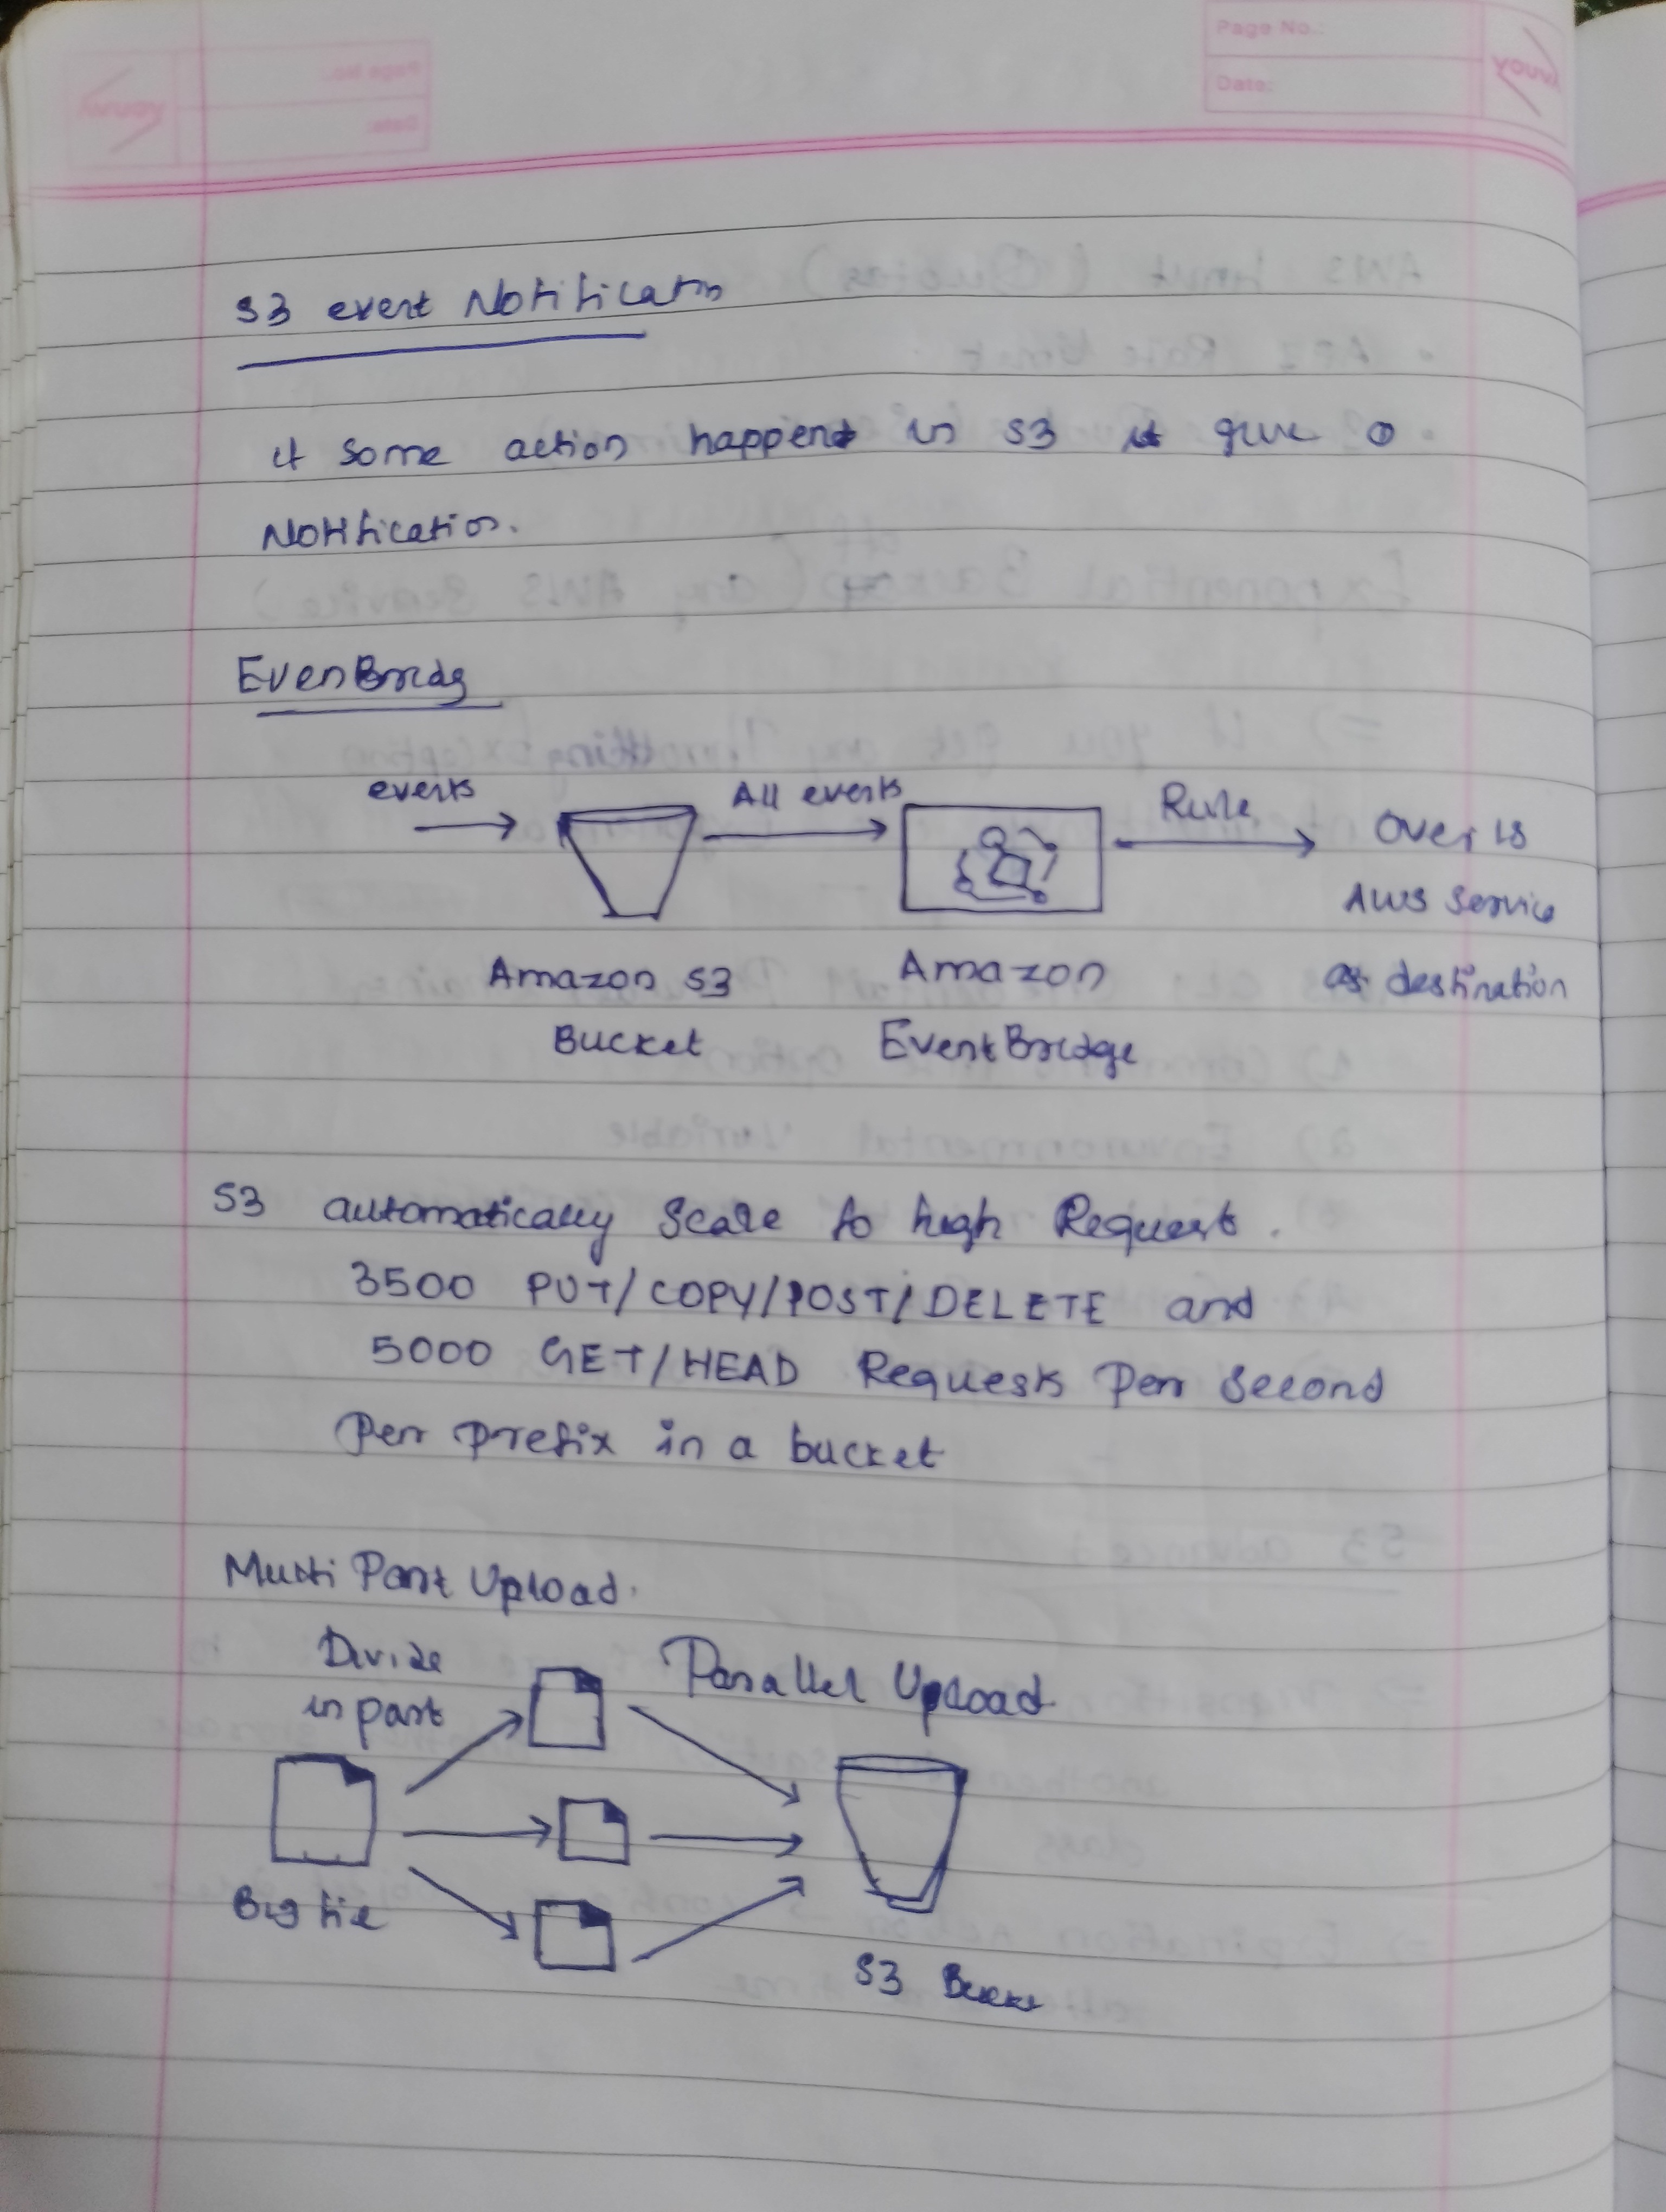 Page No.:
Date:
youva
S3 event Notificatn
if some action happend in S3 it give a
Notification.
EvenBridg
events
All events
Rule
Over 18
AWS Service
as destination
Amazon S3
Bucket
Amazon
EventBridge
S3 automatically Scale to high Request.
3500 PUT/COPY/POST/DELETE and
5000 GET/HEAD Requests Per Second
Per prefix in a bucket
Multi Part Upload.
Divide
in part
Parallel Upload
Big file
S3 Bucket